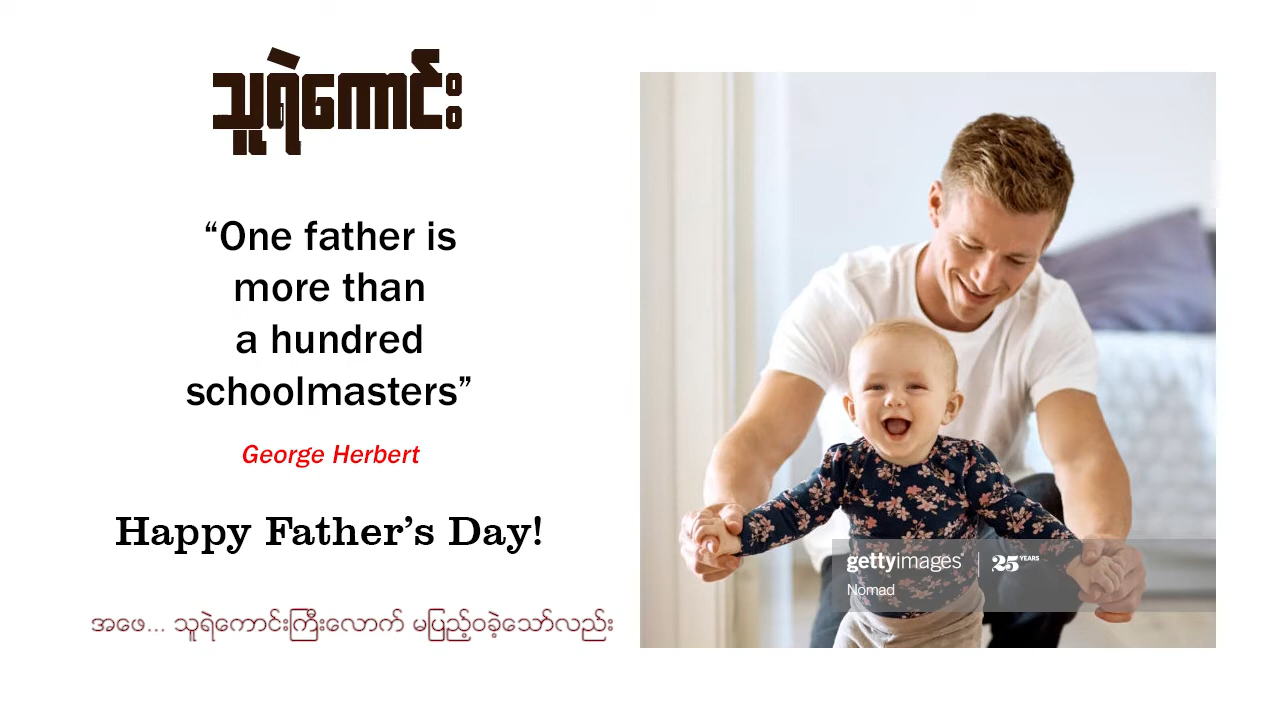 သူရဲကောင်း
“One father is
more than
a hundred
schoolmasters”
George Herbert
Happy Father’s Day!
အဖေ... သူရဲကောင်းကြီးလောက် မပြည့်ဝခဲ့သော်လည်း
gettyimages® 25 YEARS
Nomad